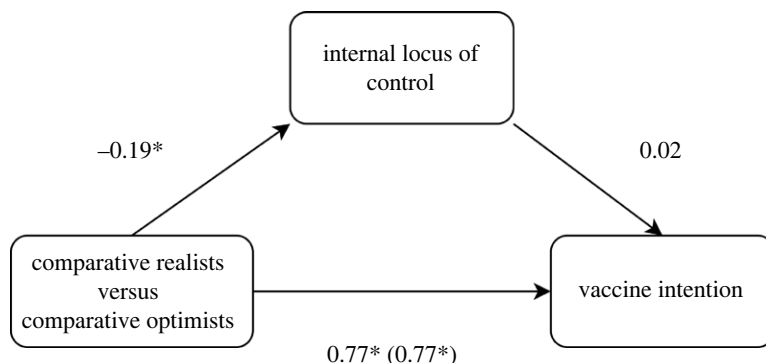 internal locus of
control
–0.19*
0.02
comparative realists
versus
comparative optimists
vaccine intention
0.77* (0.77*)